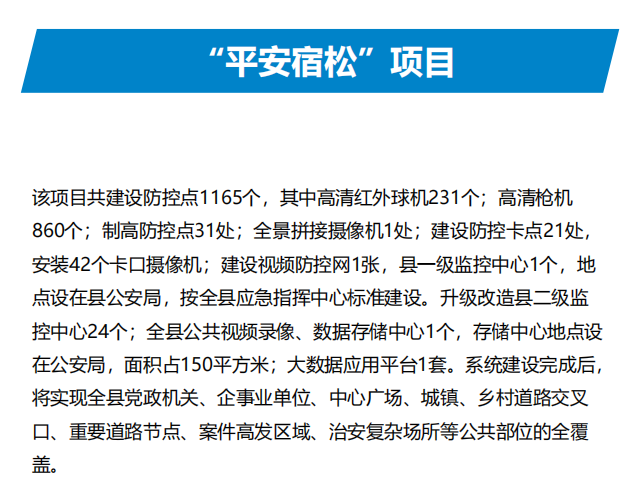 “平安宿松”项目
该项目共建设防控点1165个，其中高清红外球机231个；高清枪机
860个；制高防控点31处；全景拼接摄像机1处；建设防控卡点21处，
安装42个卡口摄像机；建设视频防控网1张，县一级监控中心1个，地
点设在县公安局，按全县应急指挥中心标准建设。升级改造县二级监
控中心24个；全县公共视频录像、数据存储中心1个，存储中心地点设
在公安局，面积占150平方米；大数据应用平台1套。系统建设完成后，
将实现全县党政机关、企事业单位、中心广场、城镇、乡村道路交叉
口、重要道路节点、案件高发区域、治安复杂场所等公共部位的全覆
盖。